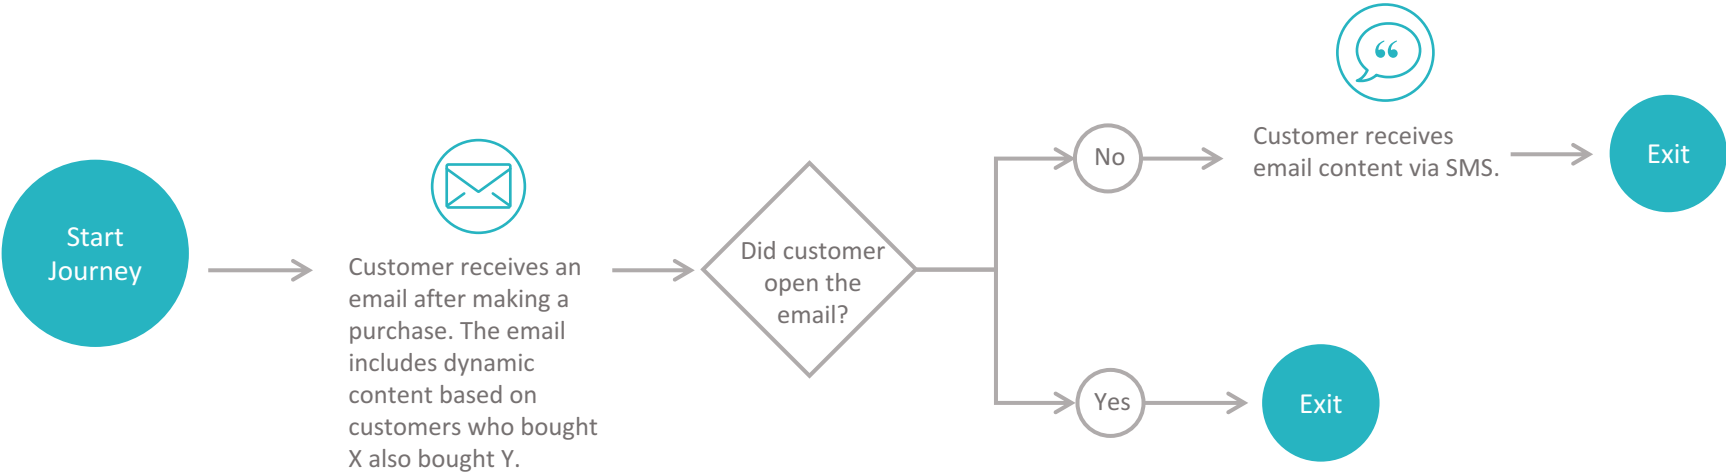 Start
Journey
Customer receives an
email after making a
purchase. The email
includes dynamic
content based on
customers who bought
X also bought Y.
Did customer
open the
email?
No
Customer receives
email content via SMS.
Exit
Yes
Exit